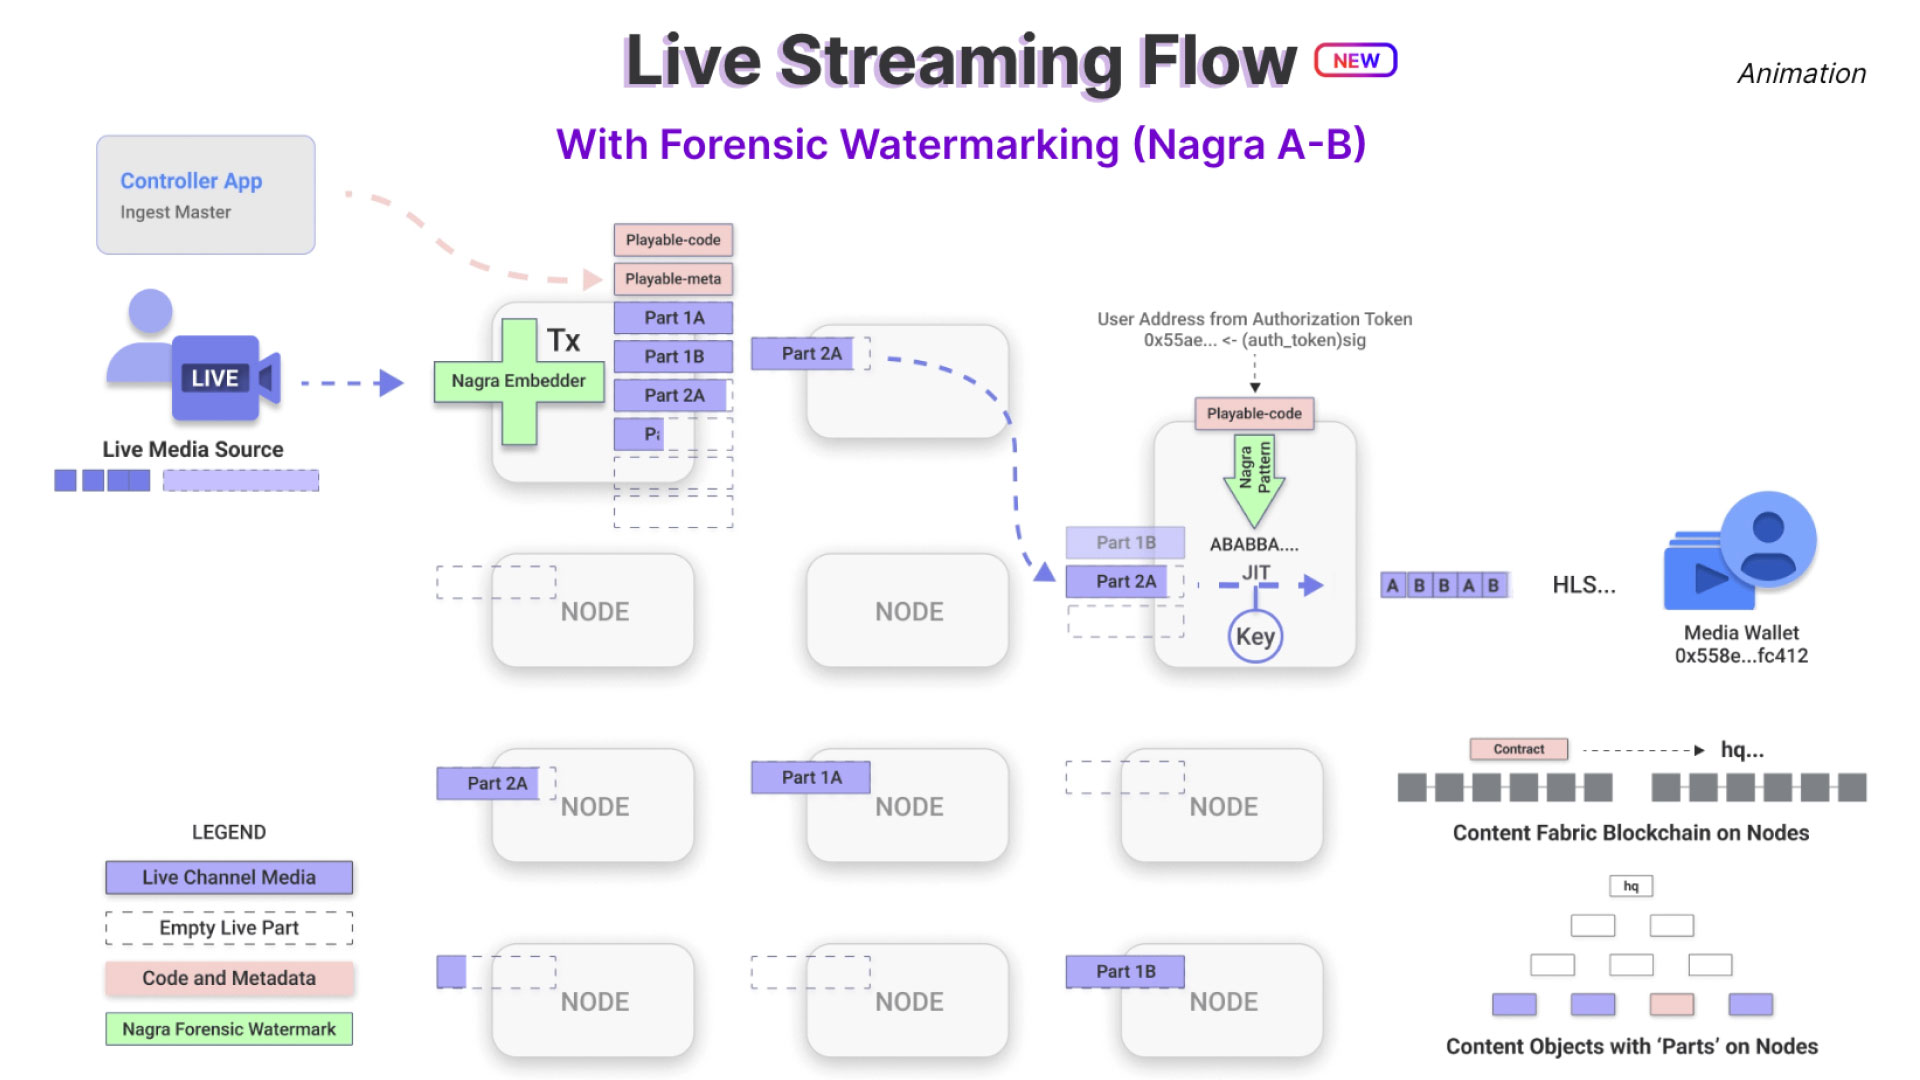 Live Streaming Flow
NEW
Animation
With Forensic Watermarking (Nagra A-B)
Controller App
Ingest Master
Playable-code
Playable-meta
Part 1A
Part 1B
Part 2A
Tx
Nagra Embedder
LIVE
Live Media Source
Part 2A
User Address from Authorization Token
0x55ae... <- (auth_token)sig
Playable-code
Nagra
Pattern
ABABBA....
Part 1B
Part 2A
JIT
Key
A B B A B
HLS...
Media Wallet
0x558e...fc412
NODE
NODE
Part 2A
NODE
Part 1A
NODE
NODE
NODE
NODE
Part 1B
NODE
Contract
hq...
Content Fabric Blockchain on Nodes
hq
Content Objects with ‘Parts’ on Nodes
LEGEND
Live Channel Media
Empty Live Part
Code and Metadata
Nagra Forensic Watermark